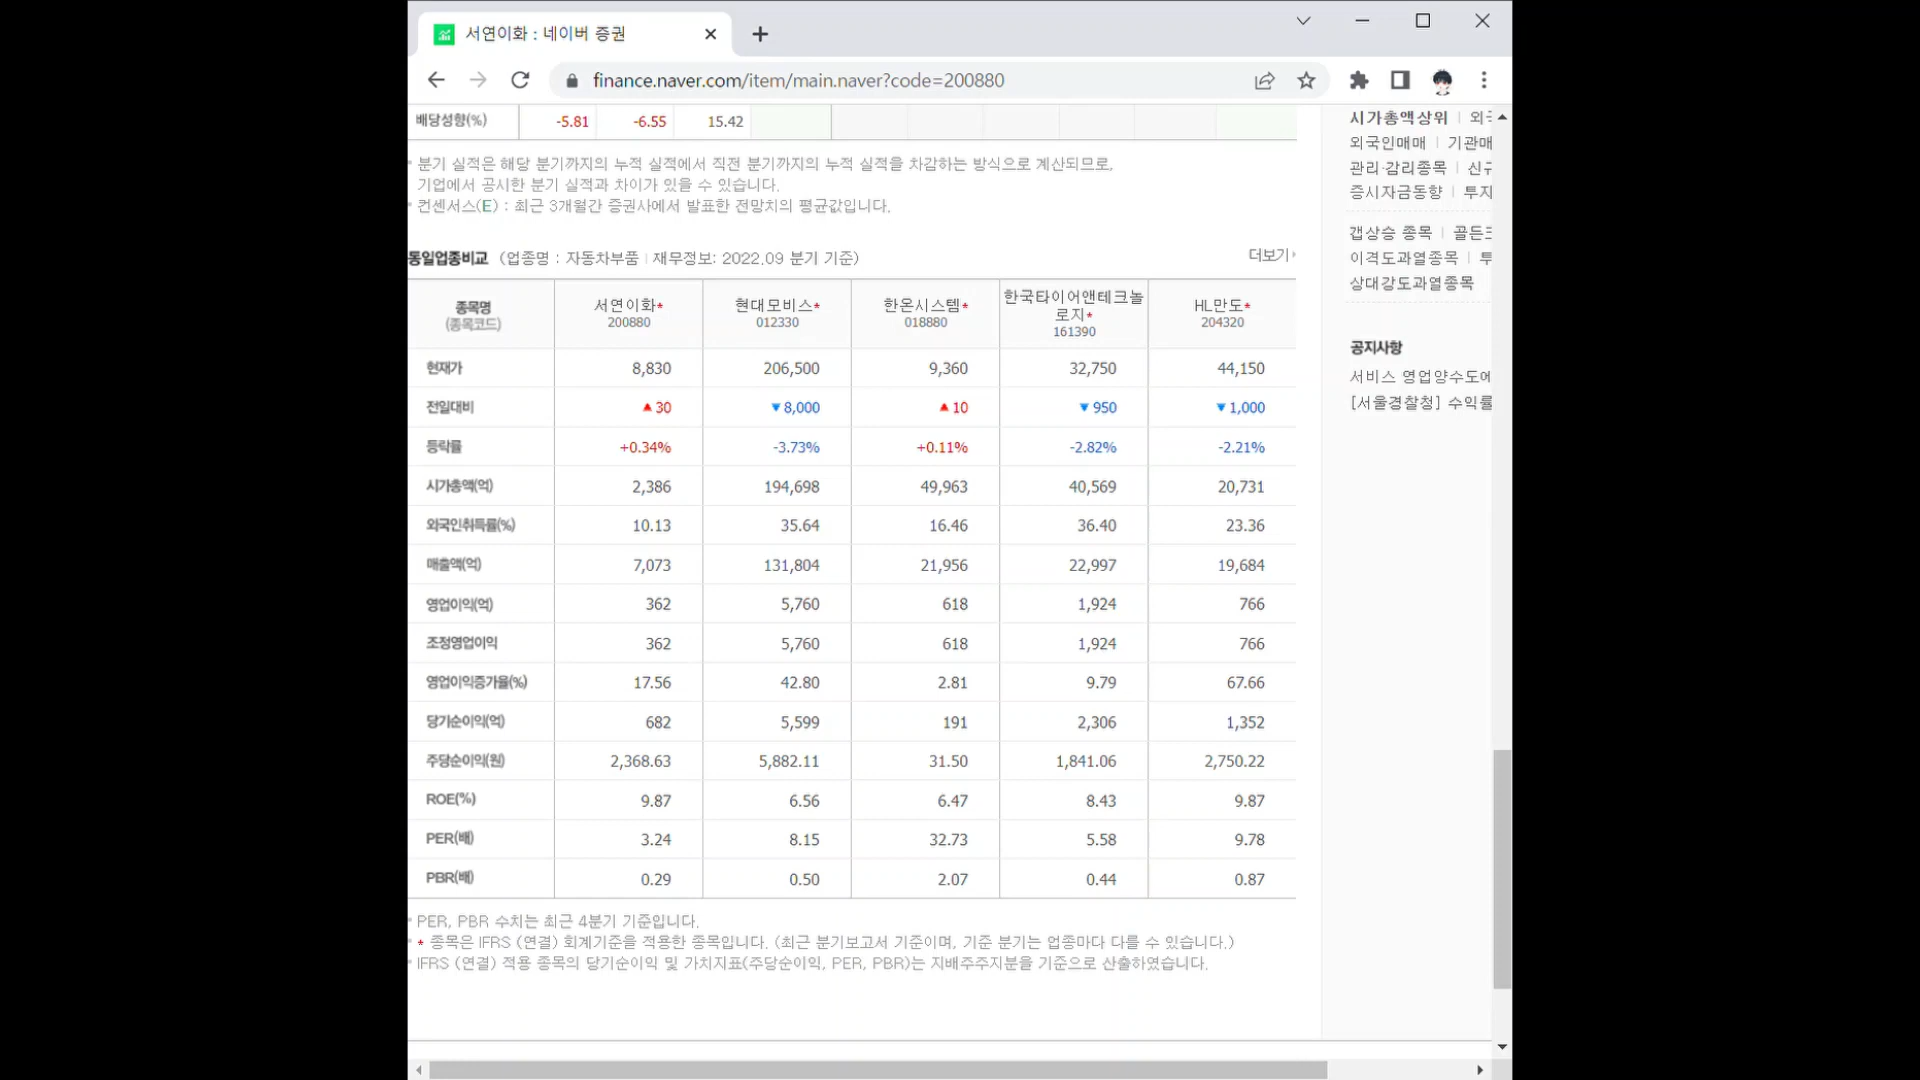 서연이화 : 네이버 증권
finance.naver.com/item/main.naver?code=200880
배당성향(%) -5.81 -6.55 15.42
분기 실적은 해당 분기까지의 누적 실적에서 직전 분기까지의 누적 실적을 차감하는 방식으로 계산되므로,
기업에서 공시한 분기 실적과 차이가 있을 수 있습니다.
컨센서스(E) : 최근 3개월간 증권사에서 발표한 전망치의 평균값입니다.
동일업종비교 (업종명 : 자동차부품 | 재무정보: 2022.09 분기 기준) 더보기
종목명 서연이화* 현대모비스* 한온시스템* 한국타이어앤테크놀로지* HL만도*
(종목코드) 200880 012330 018880 161390 204320
현재가 8,830 206,500 9,360 32,750 44,150
전일대비 ▲30 ▼8,000 ▲10 ▼950 ▼1,000
등락률 +0.34% -3.73% +0.11% -2.82% -2.21%
시가총액(억) 2,386 194,698 49,963 40,569 20,731
외국인취득률(%) 10.13 35.64 16.46 36.40 23.36
매출액(억) 7,073 131,804 21,956 22,997 19,684
영업이익(억) 362 5,760 618 1,924 766
조정영업이익 362 5,760 618 1,924 766
영업이익증가율(%) 17.56 42.80 2.81 9.79 67.66
당기순이익(억) 682 5,599 191 2,306 1,352
주당순이익(원) 2,368.63 5,882.11 31.50 1,841.06 2,750.22
ROE(%) 9.87 6.56 6.47 8.43 9.87
PER(배) 3.24 8.15 32.73 5.58 9.78
PBR(배) 0.29 0.50 2.07 0.44 0.87
PER, PBR 수치는 최근 4분기 기준입니다.
* 종목은 IFRS (연결) 회계기준을 적용한 종목입니다. (최근 분기보고서 기준이며, 기준 분기는 업종마다 다를 수 있습니다.)
IFRS (연결) 적용 종목의 당기순이익 및 가치지표(주당순이익, PER, PBR)는 지배주주지분을 기준으로 산출하였습니다.
시가총액상위 | 외
외국인매매 | 기관매
관리·감리종목 | 신규
증시자금동향 | 투자
갭상승 종목 | 골든
이격도과열종목 | 투
상대강도과열종목
공지사항
서비스 영업양수도에
[서울경찰청] 수익률